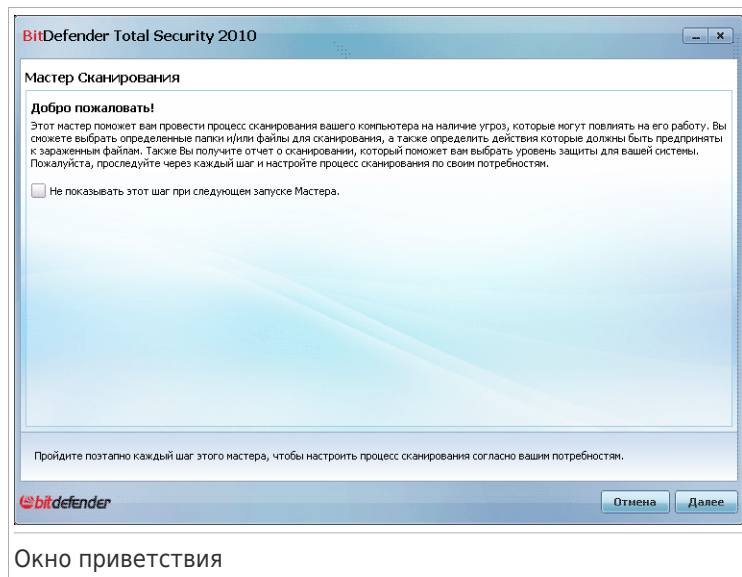 BitDefender Total Security 2010
Мастер Сканирования
Добро пожаловать!
Этот мастер поможет вам провести процесс сканирования вашего компьютера на наличие угроз, которые могут повлиять на его работу. Вы
сможете выбрать определенные папки и/или файлы для сканирования, а также определить действия которые должны быть предприняты
к зараженным файлам. Также Вы получите отчет о сканировании, который поможет вам выбрать уровень защиты для вашей системы.
Пожалуйста, проследуйте через каждый шаг и настройте процесс сканирования по своим потребностям.
Не показывать этот шаг при следующем запуске Мастера.
Пройдите поэтапно каждый шаг этого мастера, чтобы настроить процесс сканирования согласно вашим потребностям.
bitdefender
Отмена Далее
Окно приветствия